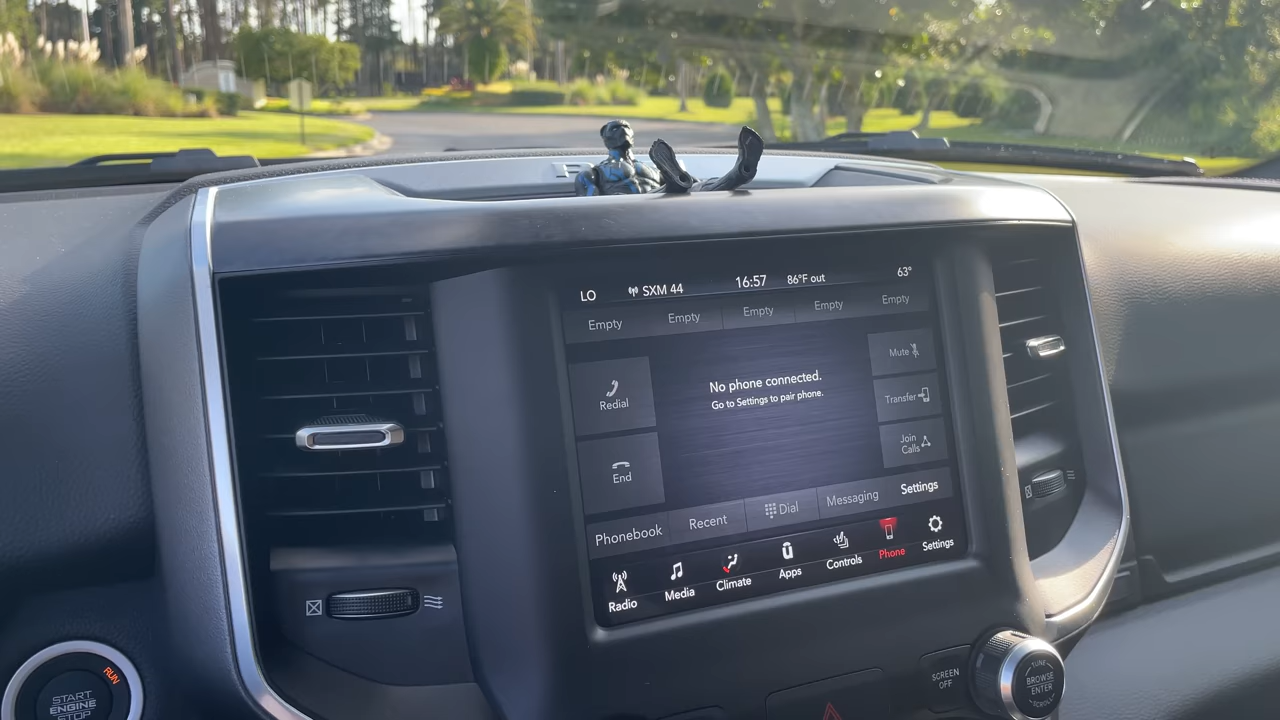 LO SXM 44 16:57 86°F out 63°
Empty Empty Empty Empty Empty
Redial
End
No phone connected.
Go to Settings to pair phone.
Mute
Transfer
Join
Calls
Phonebook Recent Dial Messaging Settings
Radio Media Climate Apps Controls Phone Settings
RUN
START
ENGINE
STOP
SCREEN
OFF
TUNE
BROWSE
ENTER
SCROLL